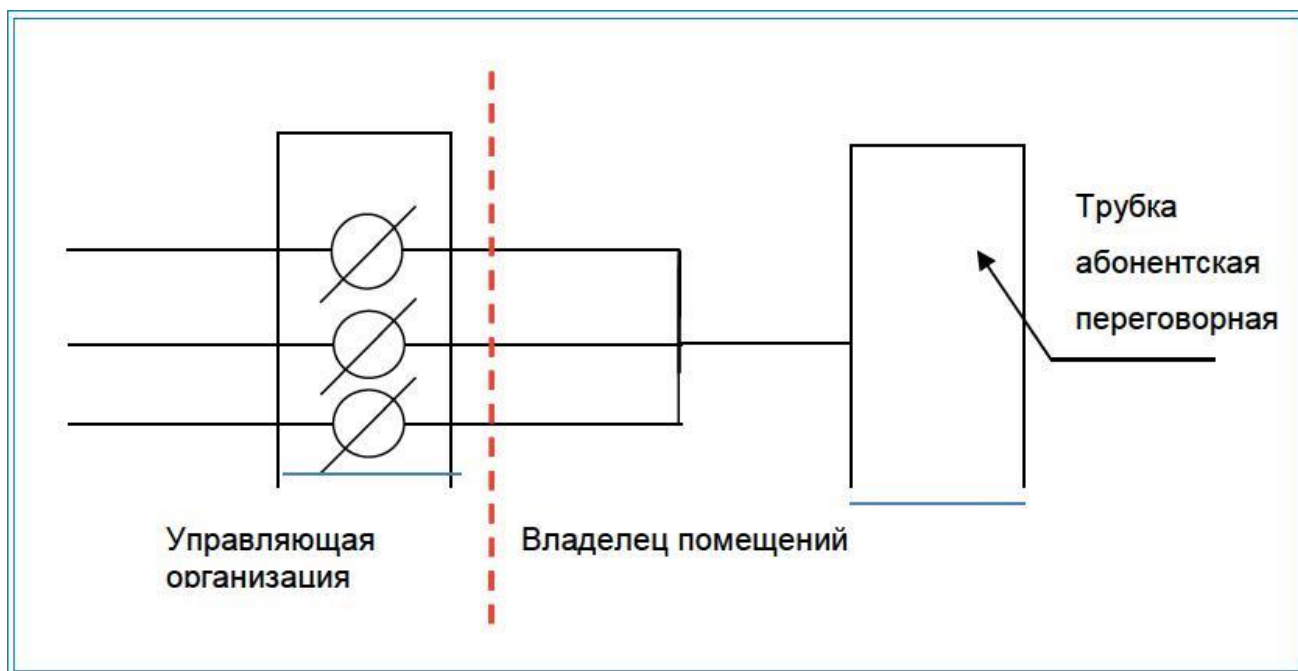 Трубка
абонентская
переговорная
Управляющая
организация
Владелец помещений